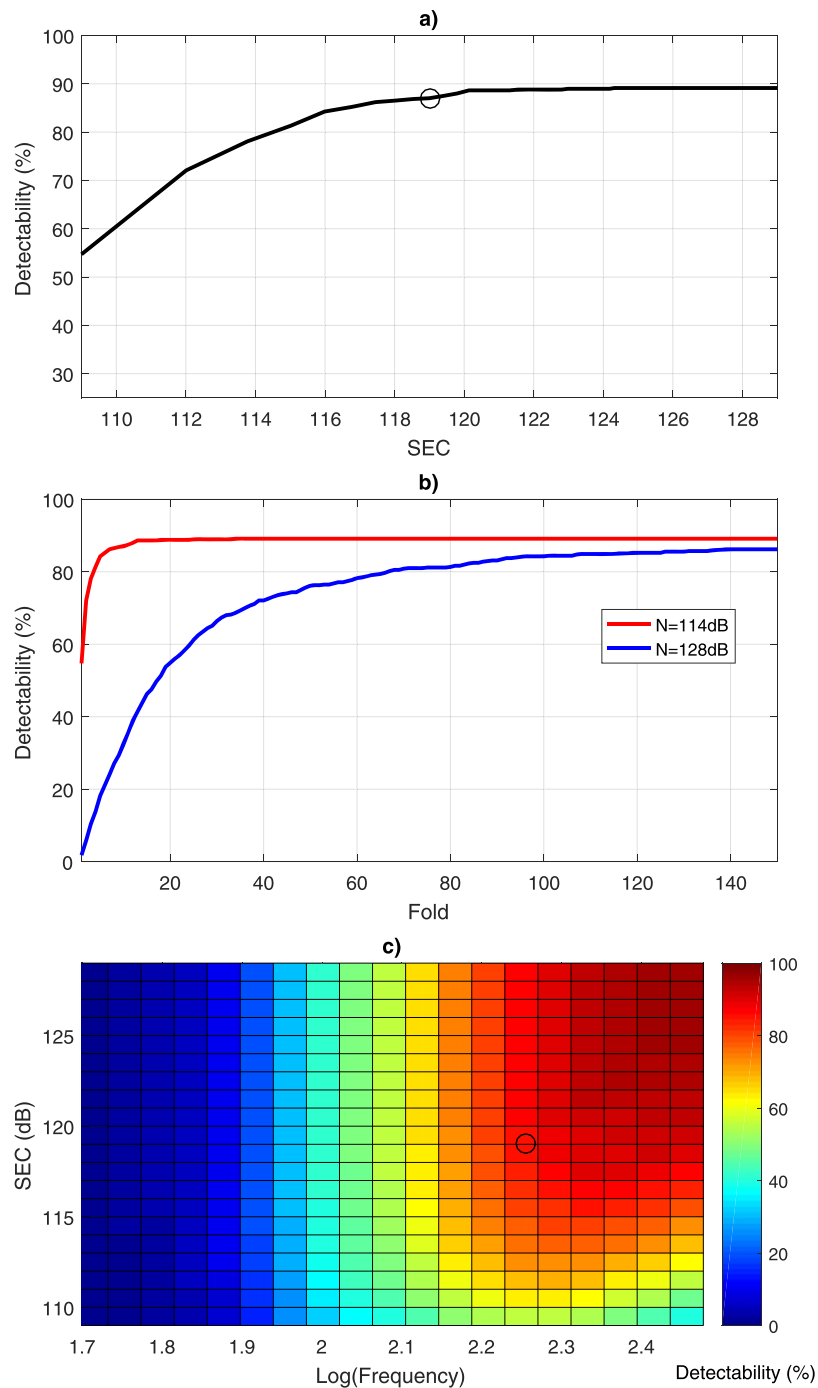 a)
100
90
80
70
60
50
40
30
Detectability (%)
110 112 114 116 118 120 122 124 126 128
SEC
b)
100
80
60
40
20
0
Detectability (%)
N=114dB
N=128dB
20 40 60 80 100 120 140
Fold
c)
125
120
115
110
SEC (dB)
1.7 1.8 1.9 2 2.1 2.2 2.3 2.4
Log(Frequency)
100
80
60
40
20
0
Detectability (%)